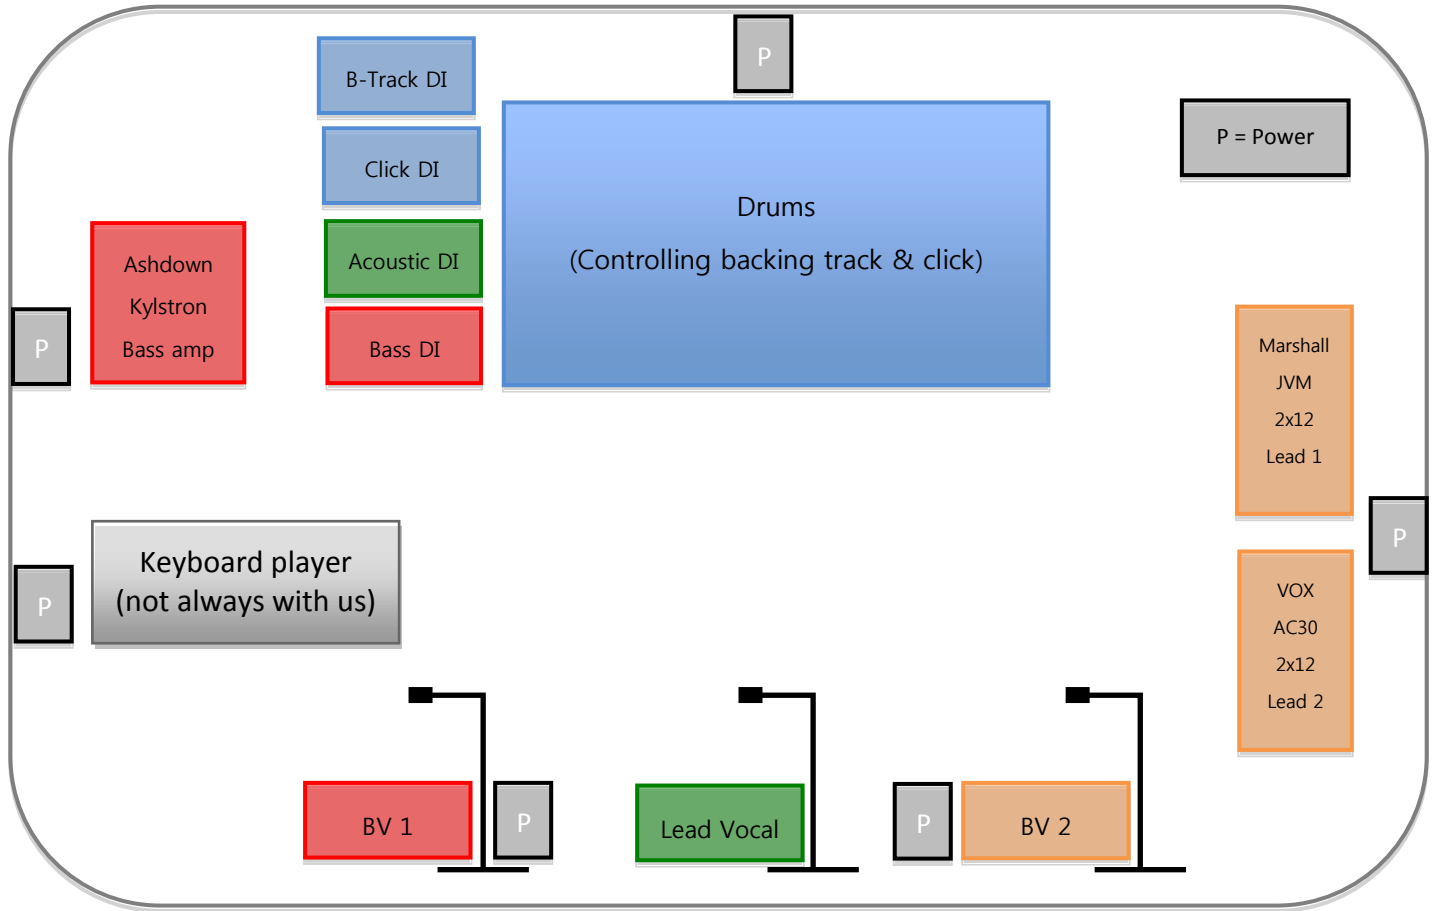 P
B-Track DI
P = Power
Click DI
Drums
(Controlling backing track & click)
Acoustic DI
Ashdown
Kylstron
Bass amp
P
Bass DI
Marshall
JVM
2x12
Lead 1
P
Keyboard player
(not always with us)
P
VOX
AC30
2x12
Lead 2
BV 1
P
Lead Vocal
P
BV 2